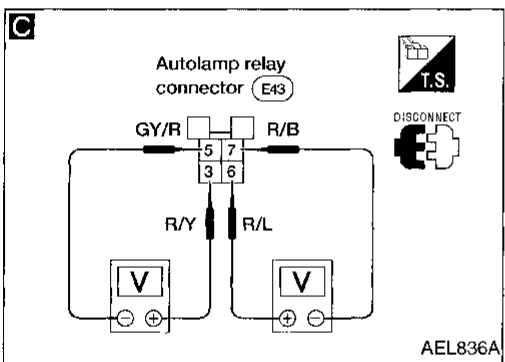 C
Autolamp relay
connector E43
T.S.
DISCONNECT
GY/R 5 7 R/B
3 6
R/Y R/L
V V
⊖ ⊕ ⊕ ⊖
AEL836A